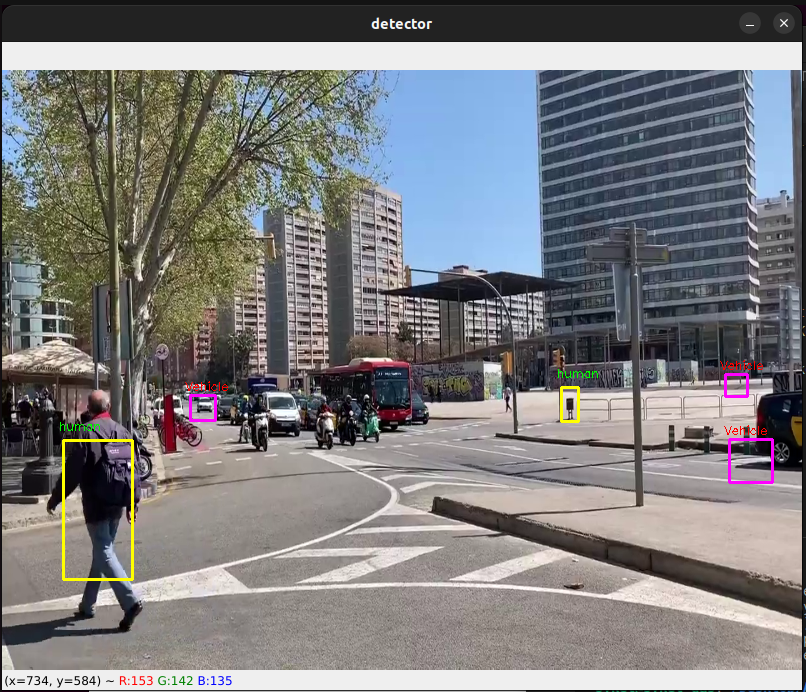 detector
Vehicle
human
Vehicle
human
Vehicle
(x=734, y=584) ~ R:153 G:142 B:135